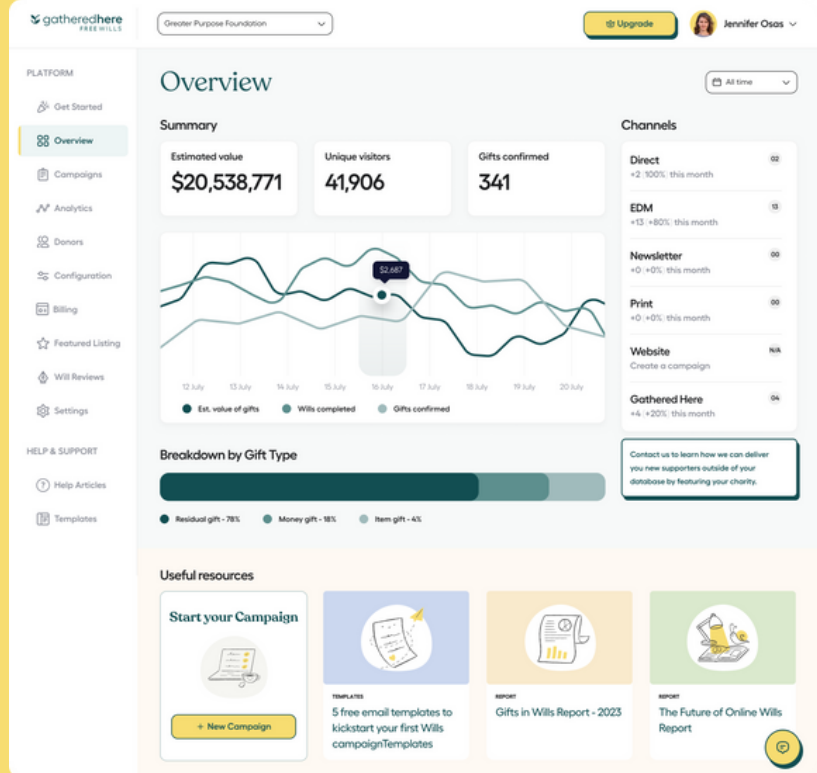 gatheredhere
FREE WILLS
Greater Purpose Foundation
Upgrade
Jennifer Osas
PLATFORM
Get Started
Overview
Campaigns
Analytics
Donors
Configuration
Billing
Featured Listing
Will Reviews
Settings
HELP & SUPPORT
Help Articles
Templates
Overview
All time
Summary
Estimated value
$20,538,771
Unique visitors
41,906
Gifts confirmed
341
$2,687
12 July 13 July 14 July 15 July 16 July 17 July 18 July 19 July 20 July
Est. value of gifts Wills completed Gifts confirmed
Breakdown by Gift Type
Residual gift - 78% Money gift - 18% Item gift - 4%
Channels
Direct 02
+2 100% this month
EDM 13
+13 +80% this month
Newsletter 00
+0 +0% this month
Print 00
+0 +0% this month
Website N/A
Create a campaign
Gathered Here 04
+4 +20% this month
Contact us to learn how we can deliver
you new supporters outside of your
database by featuring your charity.
Useful resources
Start your Campaign
+ New Campaign
TEMPLATES
5 free email templates to
kickstart your first Wills
campaignTemplates
REPORT
Gifts in Wills Report - 2023
REPORT
The Future of Online Wills
Report